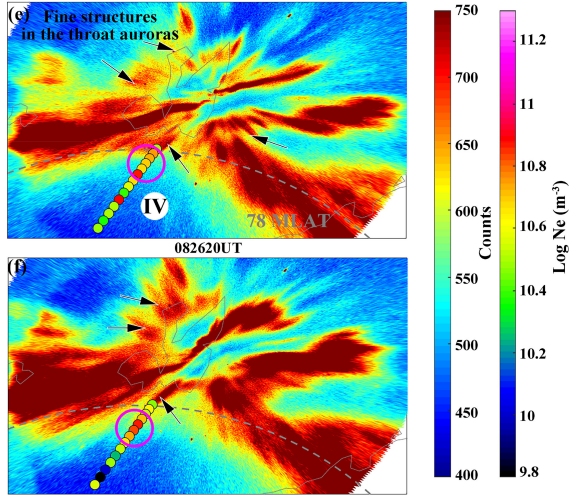 (e) Fine structures
in the throat auroras
IV
78 MLAT
082620UT
(f)
750
700
650
600
550
500
450
400
Counts
11.2
11
10.8
10.6
10.4
10.2
10
9.8
Log Ne (m⁻³)